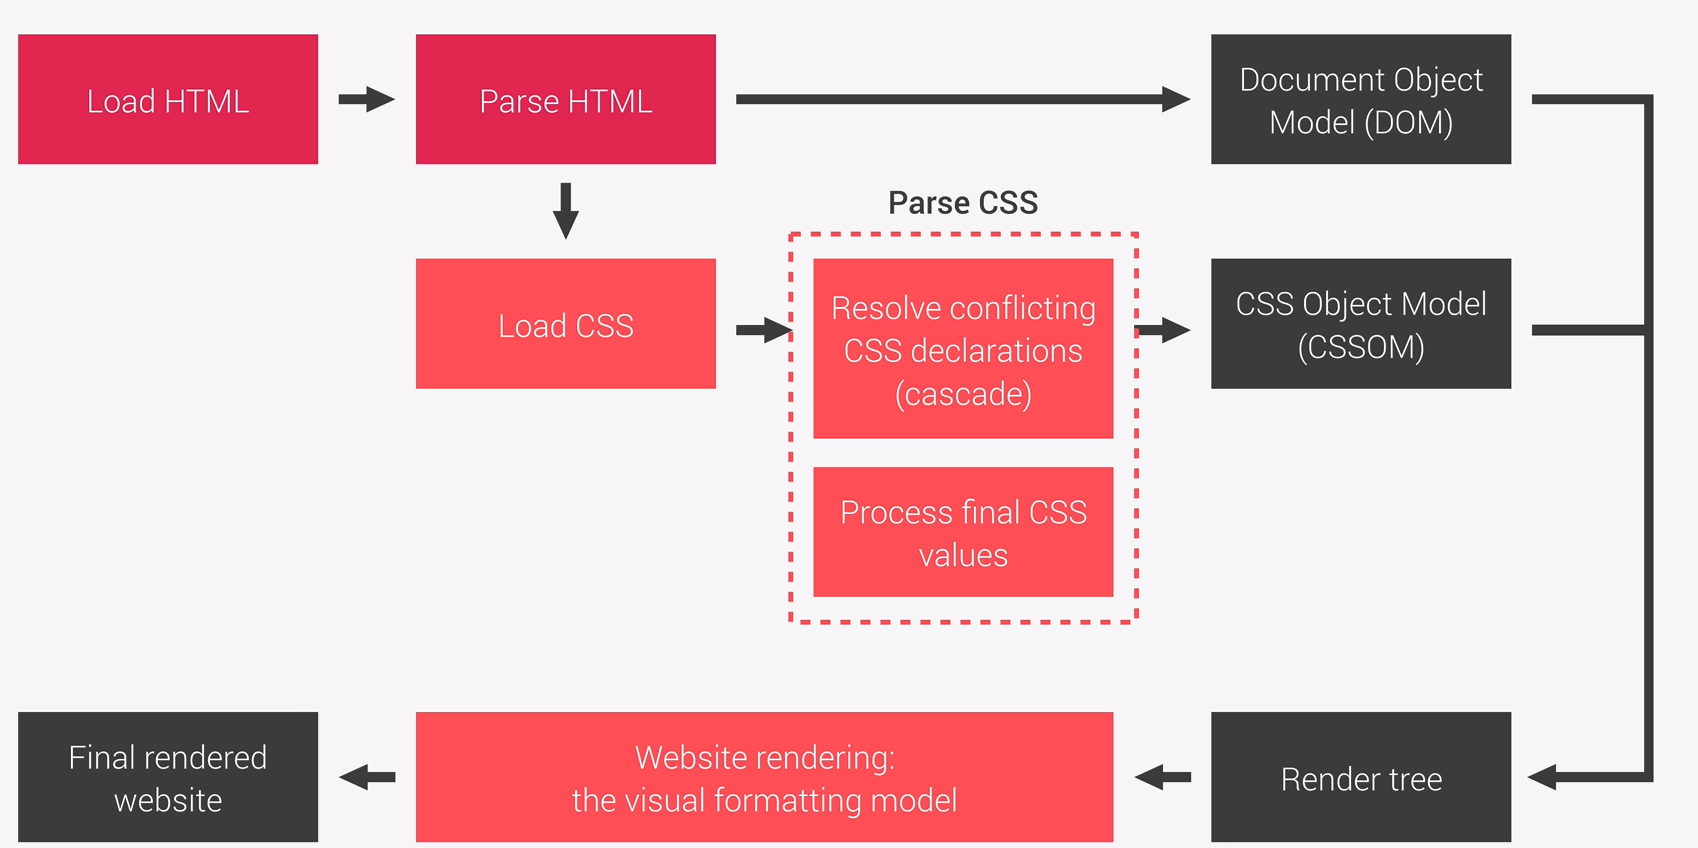 Load HTML
Parse HTML
Document Object
Model (DOM)
Parse CSS
Load CSS
Resolve conflicting
CSS declarations
(cascade)
CSS Object Model
(CSSOM)
Process final CSS
values
Final rendered
website
Website rendering:
the visual formatting model
Render tree